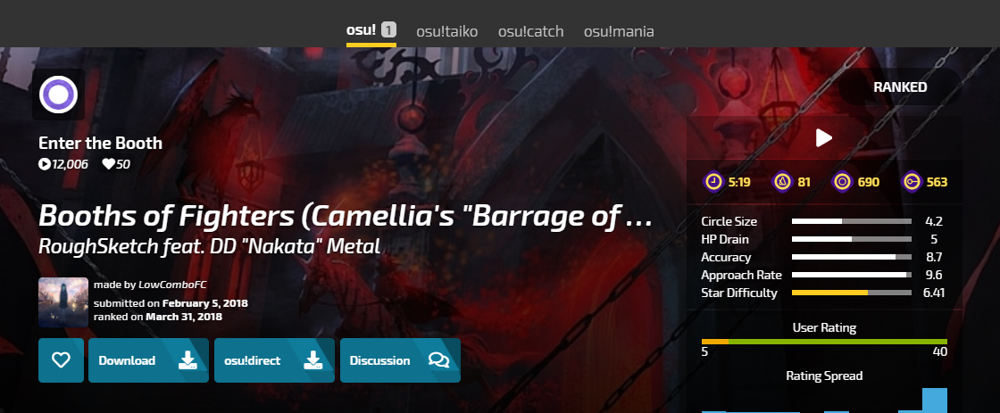 osu! 1 osu!taiko osu!catch osu!mania
RANKED
Enter the Booth
12,006 50
5:19 81 690 563
Booths of Fighters (Camellia's "Barrage of ...
RoughSketch feat. DD "Nakata" Metal
made by LowComboFC
submitted on February 5, 2018
ranked on March 31, 2018
Download osu!direct Discussion
Circle Size 4.2
HP Drain 5
Accuracy 8.7
Approach Rate 9.6
Star Difficulty 6.41
User Rating
5 40
Rating Spread